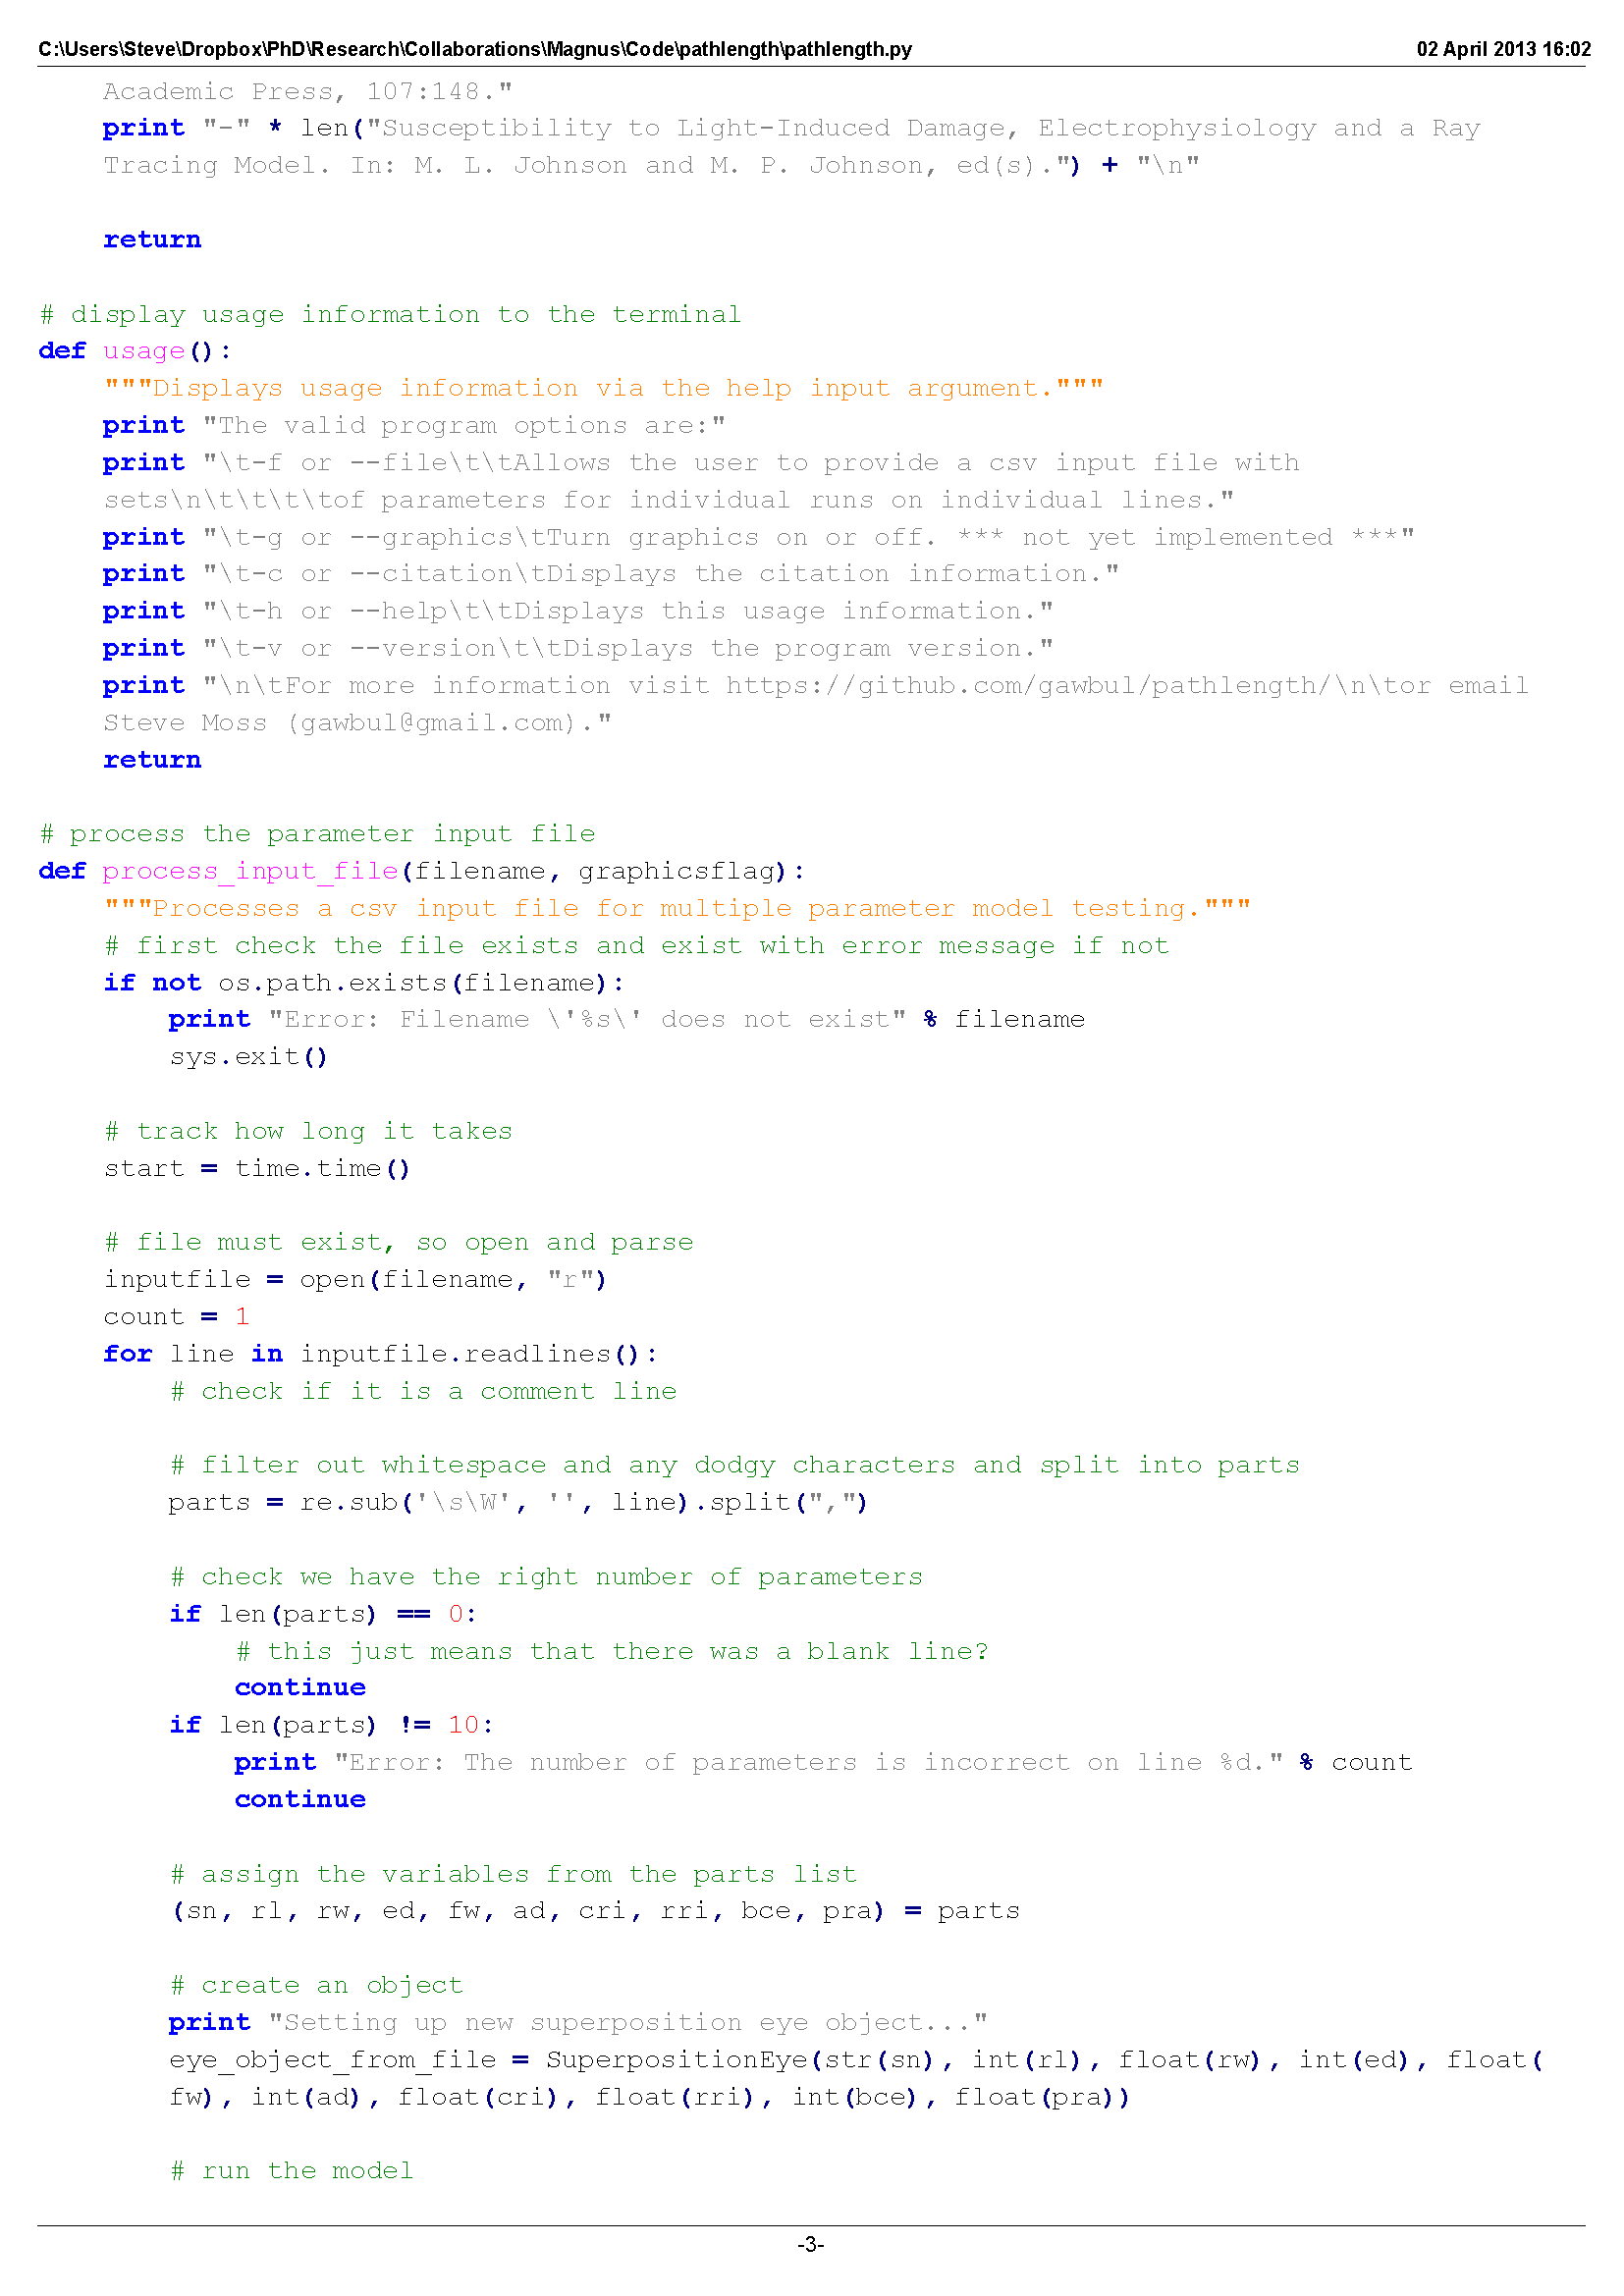 C:\Users\Steve\Dropbox\PhD\Research\Collaborations\Magnus\Code\pathlength\pathlength.py 02 April 2013 16:02
    Academic Press, 107:148."
    print "-" * len("Susceptibility to Light-Induced Damage, Electrophysiology and a Ray
    Tracing Model. In: M. L. Johnson and M. P. Johnson, ed(s).") + "\n"

    return

# display usage information to the terminal
def usage():
    """Displays usage information via the help input argument."""
    print "The valid program options are:"
    print "\t-f or --file\t\tAllows the user to provide a csv input file with
    sets\n\t\t\t\tof parameters for individual runs on individual lines."
    print "\t-g or --graphics\tTurn graphics on or off. *** not yet implemented ***"
    print "\t-c or --citation\tDisplays the citation information."
    print "\t-h or --help\t\tDisplays this usage information."
    print "\t-v or --version\t\tDisplays the program version."
    print "\n\tFor more information visit https://github.com/gawbul/pathlength/\n\tor email
    Steve Moss (gawbul@gmail.com)."
    return

# process the parameter input file
def process_input_file(filename, graphicsflag):
    """Processes a csv input file for multiple parameter model testing."""
    # first check the file exists and exist with error message if not
    if not os.path.exists(filename):
        print "Error: Filename \'%s\' does not exist" % filename
        sys.exit()

    # track how long it takes
    start = time.time()

    # file must exist, so open and parse
    inputfile = open(filename, "r")
    count = 1
    for line in inputfile.readlines():
        # check if it is a comment line

        # filter out whitespace and any dodgy characters and split into parts
        parts = re.sub('\s\W', '', line).split(",")

        # check we have the right number of parameters
        if len(parts) == 0:
            # this just means that there was a blank line?
            continue
        if len(parts) != 10:
            print "Error: The number of parameters is incorrect on line %d." % count
            continue

        # assign the variables from the parts list
        (sn, rl, rw, ed, fw, ad, cri, rri, bce, pra) = parts

        # create an object
        print "Setting up new superposition eye object..."
        eye_object_from_file = SuperpositionEye(str(sn), int(rl), float(rw), int(ed), float(
        fw), int(ad), float(cri), float(rri), int(bce), float(pra))

        # run the model
-3-